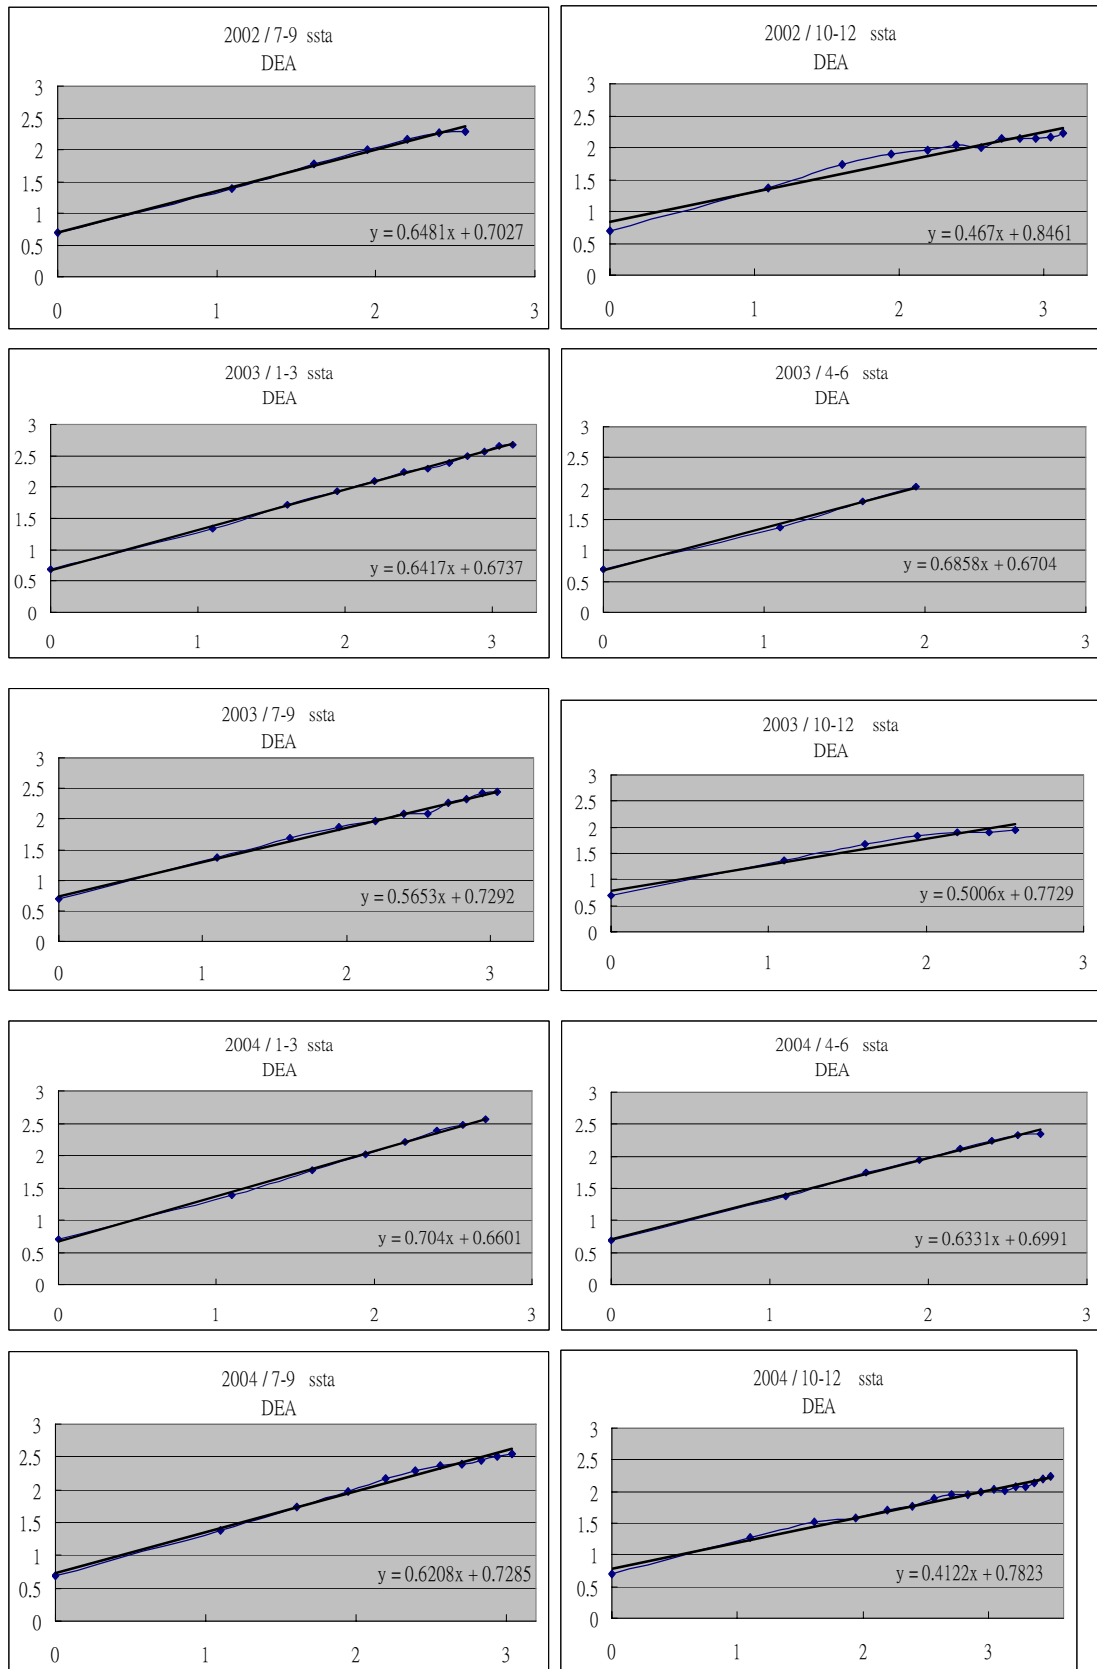 2002 / 7-9 ssta
DEA
3
2.5
2
1.5
1
0.5
0
y = 0.6481x + 0.7027
0 1 2 3
2002 / 10-12 ssta
DEA
3
2.5
2
1.5
1
0.5
0
y = 0.467x + 0.8461
0 1 2 3
2003 / 1-3 ssta
DEA
3
2.5
2
1.5
1
0.5
0
y = 0.6417x + 0.6737
0 1 2 3
2003 / 4-6 ssta
DEA
3
2.5
2
1.5
1
0.5
0
y = 0.6858x + 0.6704
0 1 2 3
2003 / 7-9 ssta
DEA
3
2.5
2
1.5
1
0.5
0
y = 0.5653x + 0.7292
0 1 2 3
2003 / 10-12 ssta
DEA
3
2.5
2
1.5
1
0.5
0
y = 0.5006x + 0.7729
0 1 2 3
2004 / 1-3 ssta
DEA
3
2.5
2
1.5
1
0.5
0
y = 0.704x + 0.6601
0 1 2 3
2004 / 4-6 ssta
DEA
3
2.5
2
1.5
1
0.5
0
y = 0.6331x + 0.6991
0 1 2 3
2004 / 7-9 ssta
DEA
3
2.5
2
1.5
1
0.5
0
y = 0.6208x + 0.7285
0 1 2 3
2004 / 10-12 ssta
DEA
3
2.5
2
1.5
1
0.5
0
y = 0.4122x + 0.7823
0 1 2 3